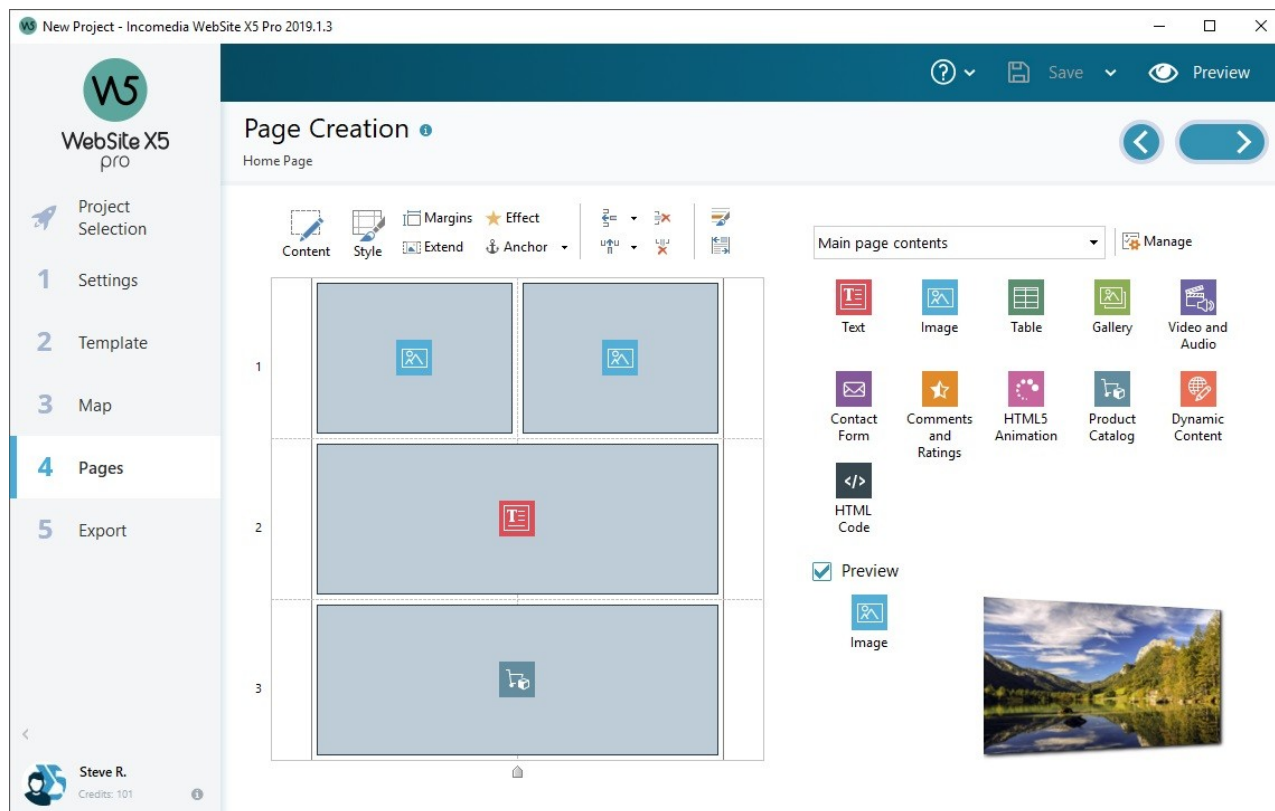 New Project - Incomedia WebSite X5 Pro 2019.1.3
W5
WebSite X5
pro
Project
Selection
1 Settings
2 Template
3 Map
4 Pages
5 Export
Steve R.
Credits: 101
? Save Preview
Page Creation
Home Page
Content
Style
Margins
Effect
Extend
Anchor
1
2
3
Main page contents
Manage
Text
Image
Table
Gallery
Video and
Audio
Contact
Form
Comments
and
Ratings
HTML5
Animation
Product
Catalog
Dynamic
Content
</>
HTML
Code
Preview
Image